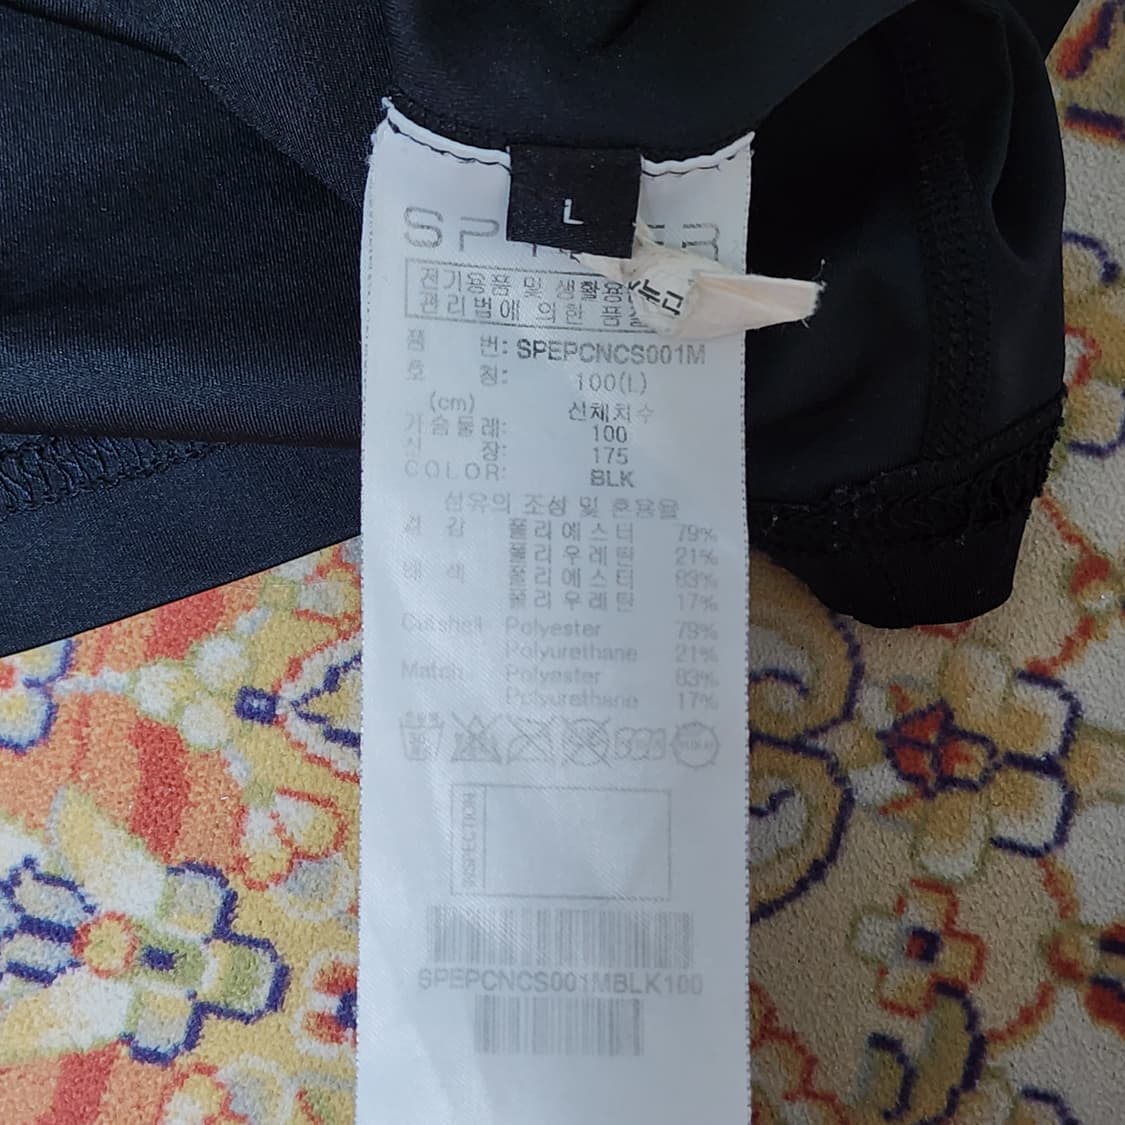 L
전기용품 및 생활용
관리법에 의한 품
품 번: SPEPCNCS001M
호 칭: 100(L)
(cm) 신체치수
가슴둘레: 100
신 장: 175
COLOR: BLK
섬유의 조성 및 혼용율
겉 감 폴리에스터 79%
폴리우레탄 21%
배 색 폴리에스터 83%
폴리우레탄 17%
Outshell Polyester 79%
Polyurethane 21%
Match Polyester 83%
Polyurethane 17%
INSPECTION
SPEPCNCS001MBLK100